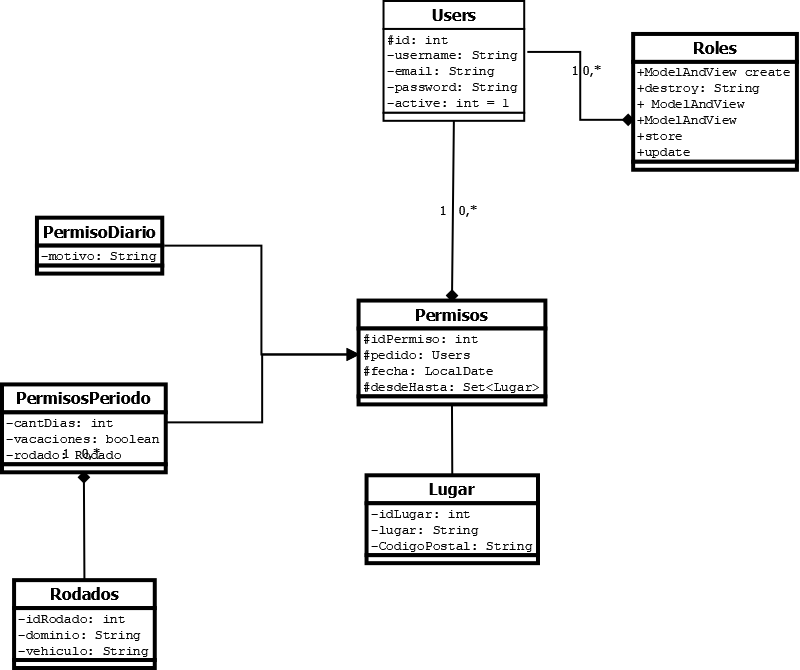 Users
#id: int
-username: String
-email: String
-password: String
-active: int = 1
Roles
+ModelAndView create
+destroy: String
+ ModelAndView
+ModelAndView
+store
+update
1 0,*
1 0,*
PermisoDiario
-motivo: String
Permisos
#idPermiso: int
#pedido: Users
#fecha: LocalDate
#desdeHasta: Set<Lugar>
PermisosPeriodo
-cantDias: int
-vacaciones: boolean
-rodado: Rodado
1 0,*
Lugar
-idLugar: int
-lugar: String
-CodigoPostal: String
Rodados
-idRodado: int
-dominio: String
-vehiculo: String